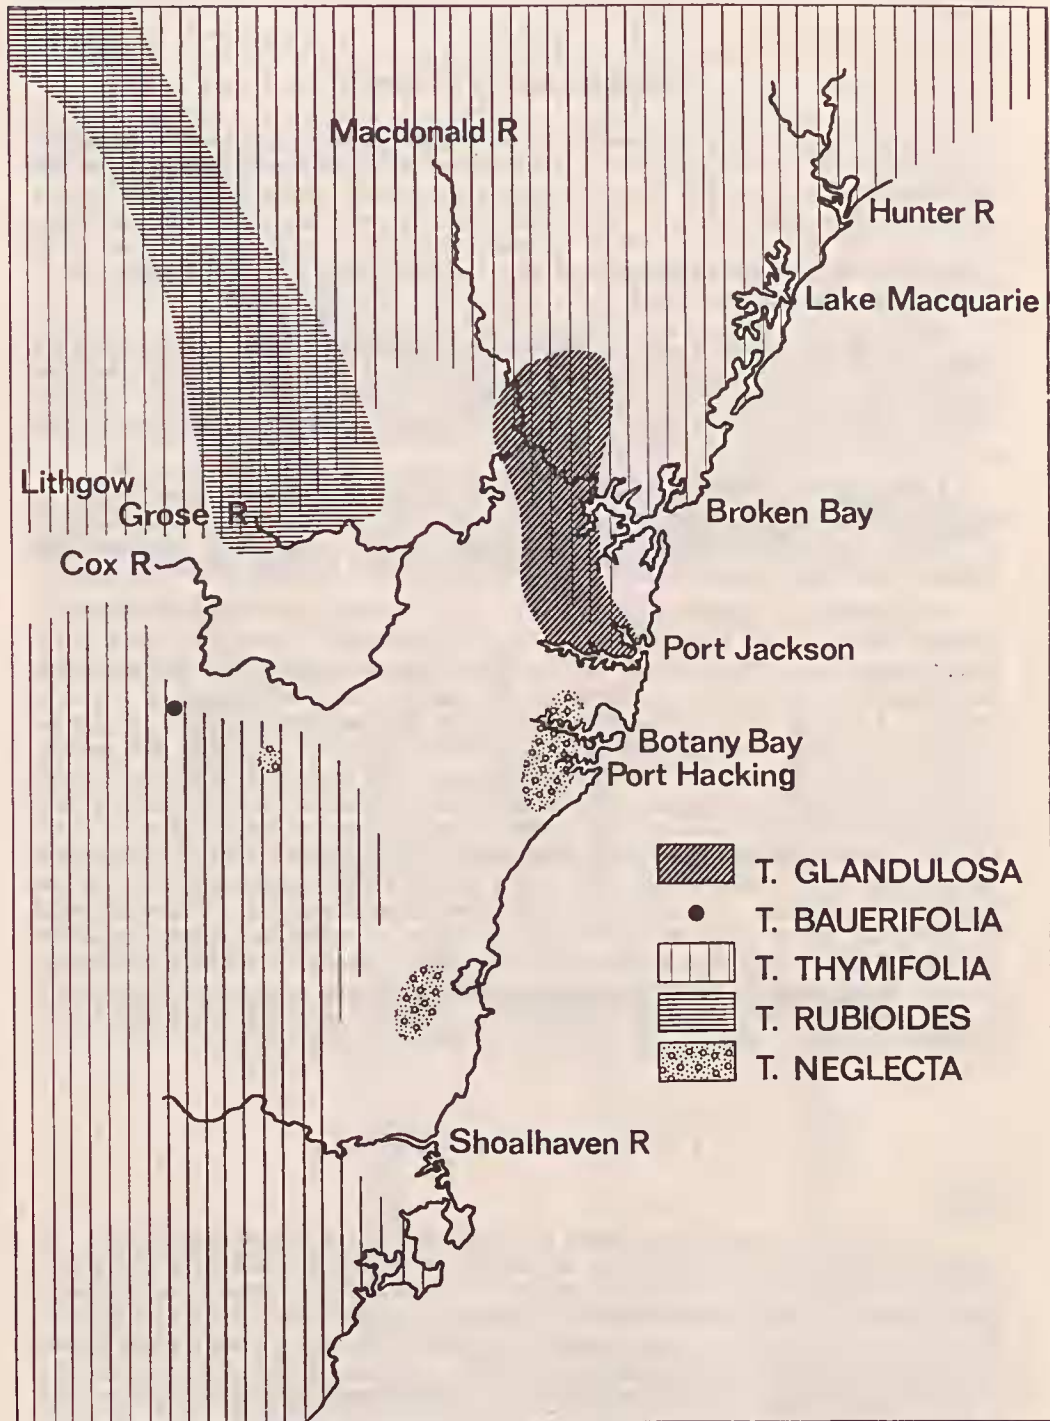 Macdonald R
Hunter R
Lake Macquarie
Lithgow
Grose R
Broken Bay
Cox R
Port Jackson
Botany Bay
Port Hacking
T. GLANDULOSA
T. BAUERIFOLIA
T. THYMIFOLIA
T. RUBIOIDES
T. NEGLECTA
Shoalhaven R